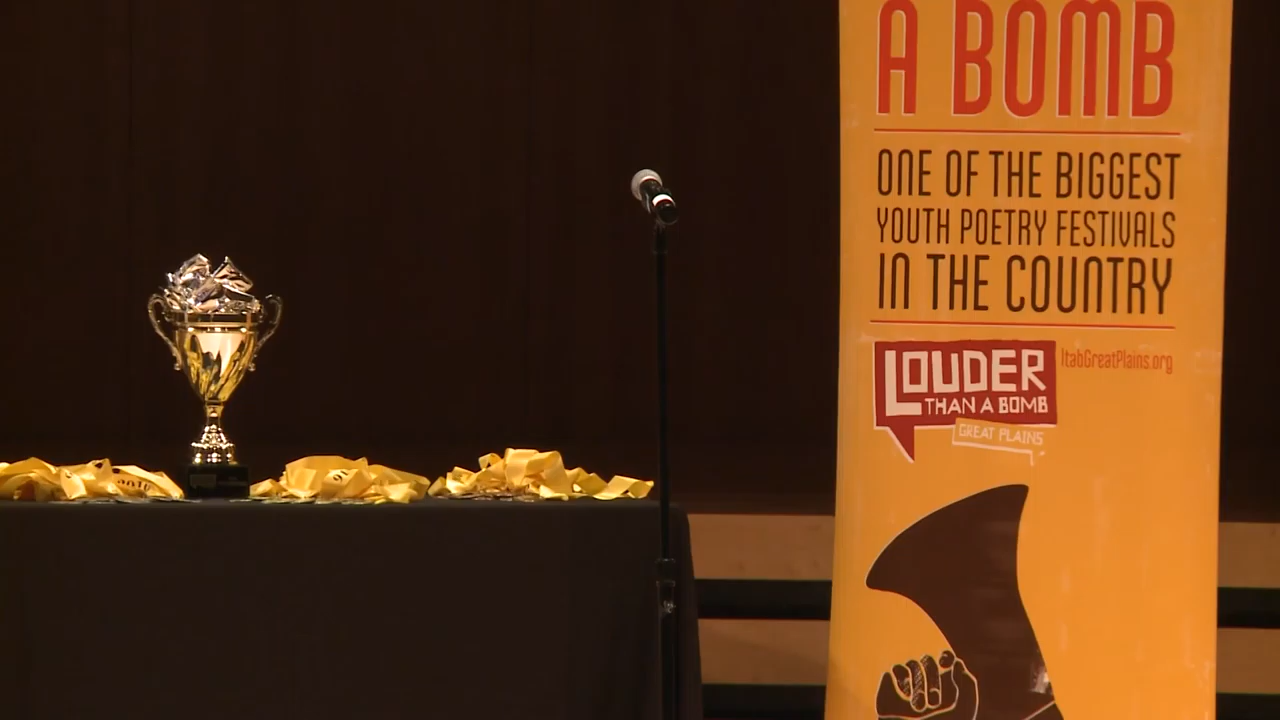 A BOMB
ONE OF THE BIGGEST
YOUTH POETRY FESTIVALS
IN THE COUNTRY
LOUDER
THAN A BOMB
GREAT PLAINS
ltabGreatPlains.org